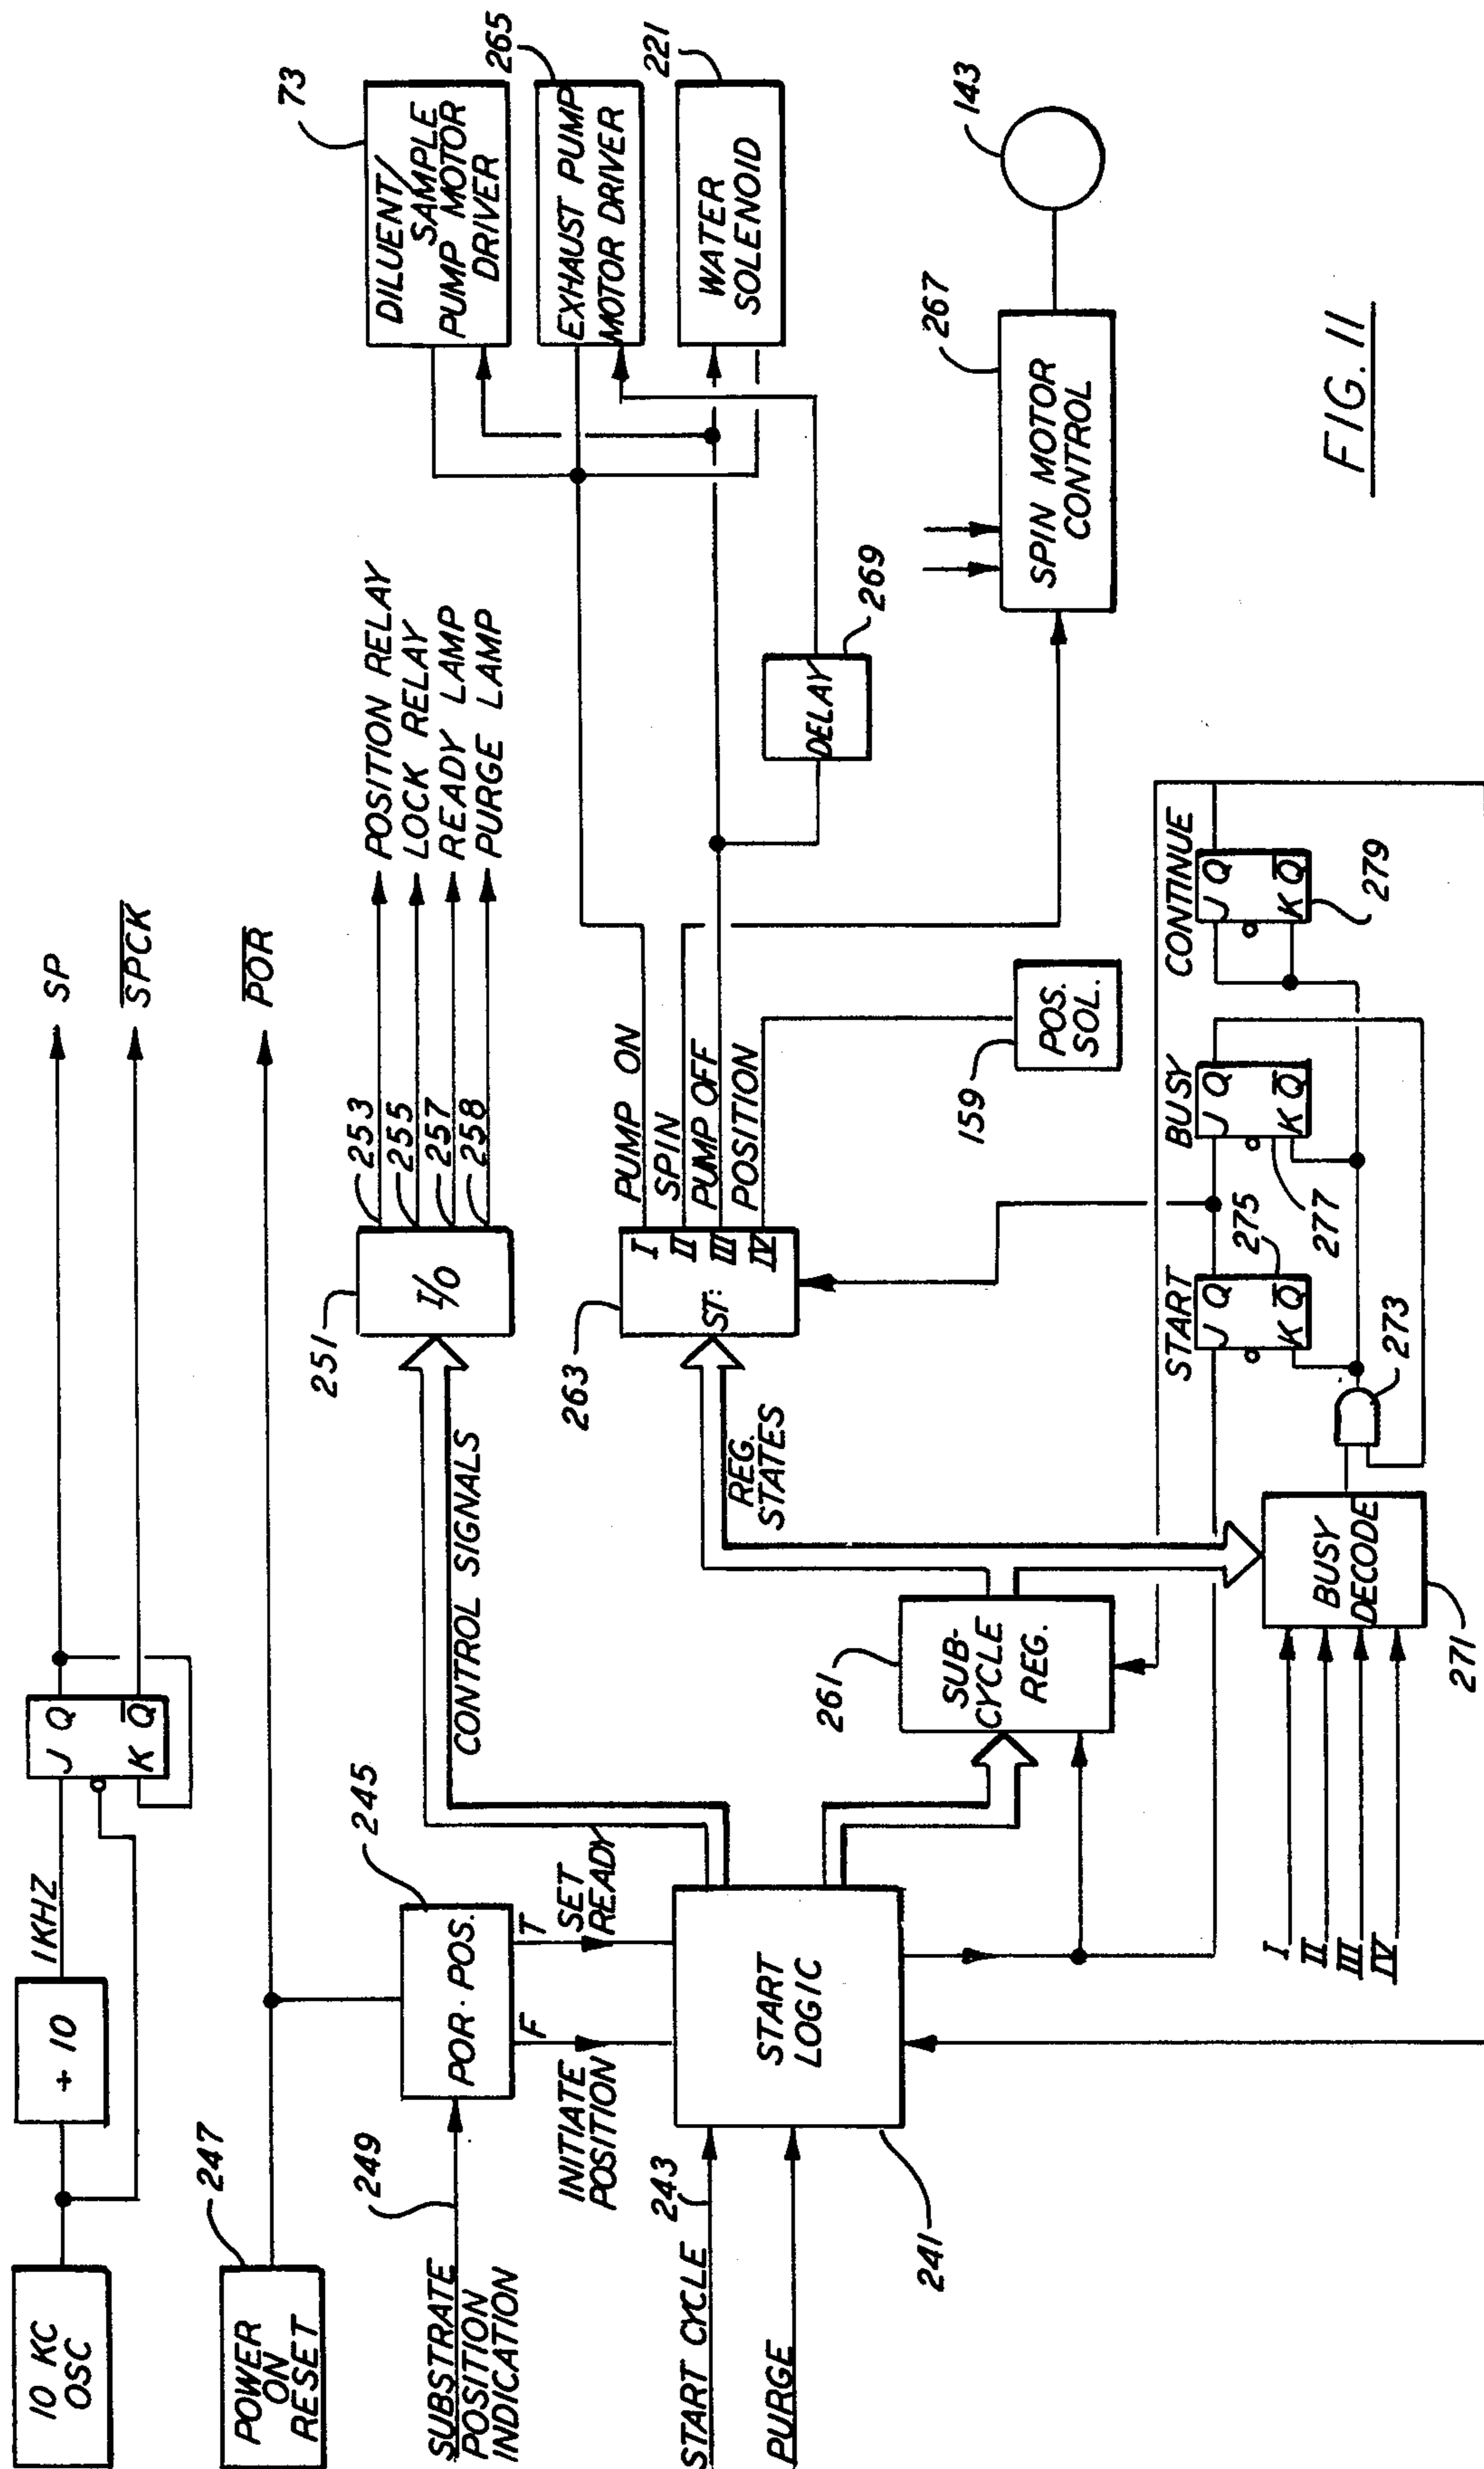 10 KC
OSC
÷ 10
1KHZ
J Q
K Q̅
SP
S̅P̅C̅K̅
247
POWER
ON
RESET
P̅O̅R̅
SUBSTRATE
POSITION
INDICATION
249
245
POR·POS.
F
T
INITIATE
POSITION
SET
READY
START CYCLE
243
PURGE
START
LOGIC
241
CONTROL SIGNALS
251
I/O
253
255
257
258
POSITION RELAY
LOCK RELAY
READY LAMP
PURGE LAMP
261
SUB-
CYCLE
REG.
REG.
STATES
263
ST:
I
II
III
IV
PUMP ON
SPIN
PUMP OFF
POSITION
159
POS.
SOL.
DELAY
269
73
DILUENT/
SAMPLE
PUMP MOTOR
DRIVER
265
EXHAUST PUMP
MOTOR DRIVER
221
WATER
SOLENOID
267
SPIN MOTOR
CONTROL
143
I
II
III
IV
BUSY
DECODE
271
273
START
J Q
K Q̅
275
BUSY
J Q
K Q̅
277
CONTINUE
J Q
K Q̅
279
FIG. 11